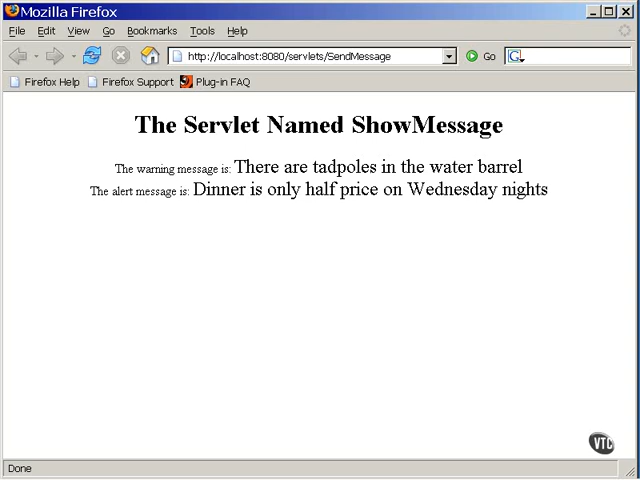 Mozilla Firefox
File Edit View Go Bookmarks Tools Help
http://localhost:8080/servlets/SendMessage Go G
Firefox Help Firefox Support Plug-in FAQ
The Servlet Named ShowMessage
The warning message is: There are tadpoles in the water barrel
The alert message is: Dinner is only half price on Wednesday nights
VTC
Done